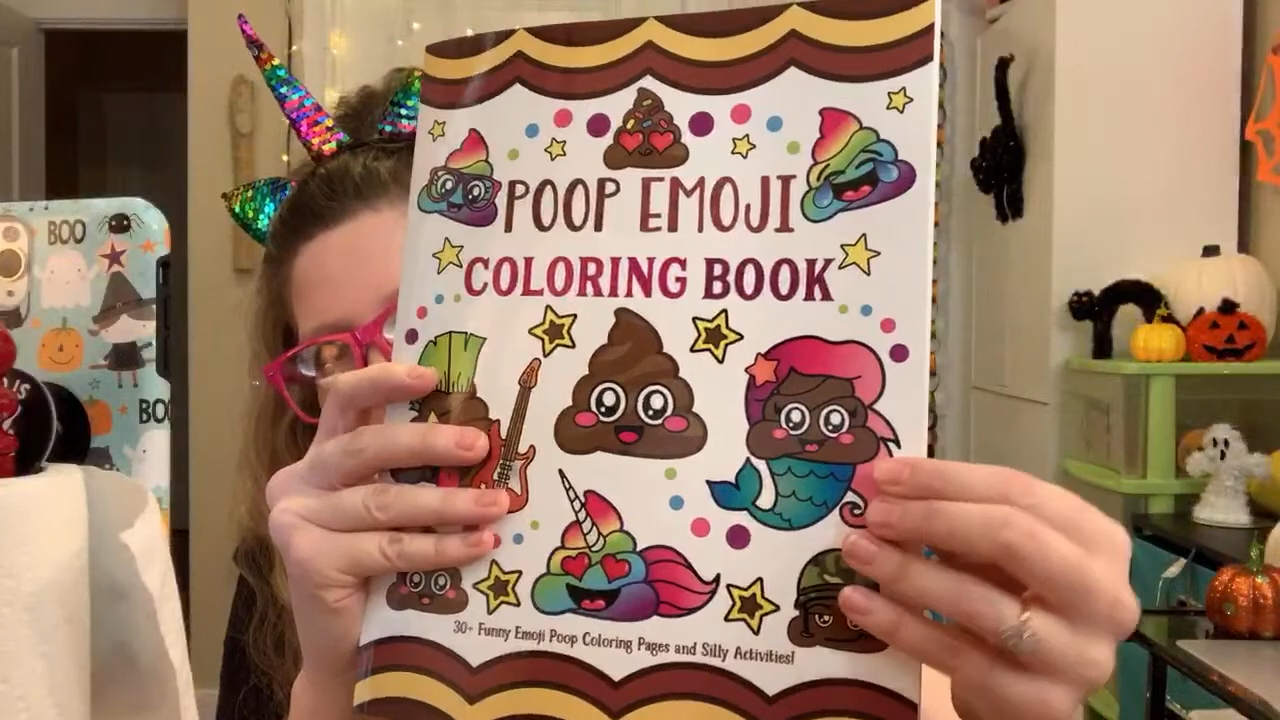 BOO
POOP EMOJI
COLORING BOOK
BOO
30+ Funny Emoji Poop Coloring Pages and Silly Activities!